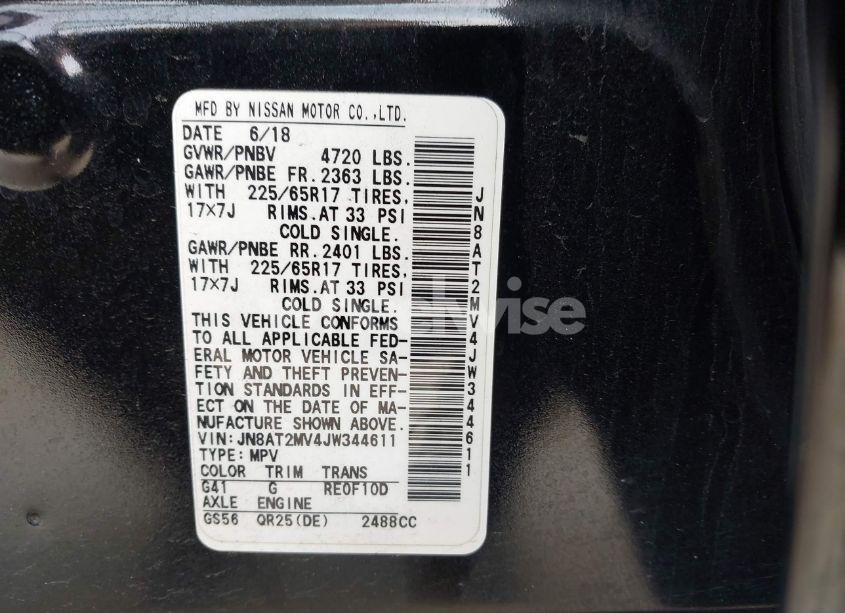 MFD BY NISSAN MOTOR CO.,LTD.
DATE 6/18
GVWR/PNBV 4720 LBS.
GAWR/PNBE FR.2363 LBS.
WITH 225/65R17 TIRES,
17×7J RIMS.AT 33 PSI
COLD SINGLE.
GAWR/PNBE RR.2401 LBS.
WITH 225/65R17 TIRES,
17×7J RIMS.AT 33 PSI
COLD SINGLE.
THIS VEHICLE CONFORMS
TO ALL APPLICABLE FED-
ERAL MOTOR VEHICLE SA-
FETY AND THEFT PREVEN-
TION STANDARDS IN EFF-
ECT ON THE DATE OF MA-
NUFACTURE SHOWN ABOVE.
VIN:JN8AT2MV4JW344611
TYPE:MPV
COLOR TRIM TRANS
G41 G RE0F10D
AXLE ENGINE
GS56 QR25(DE) 2488CC
JN8AT2MV4JW344611